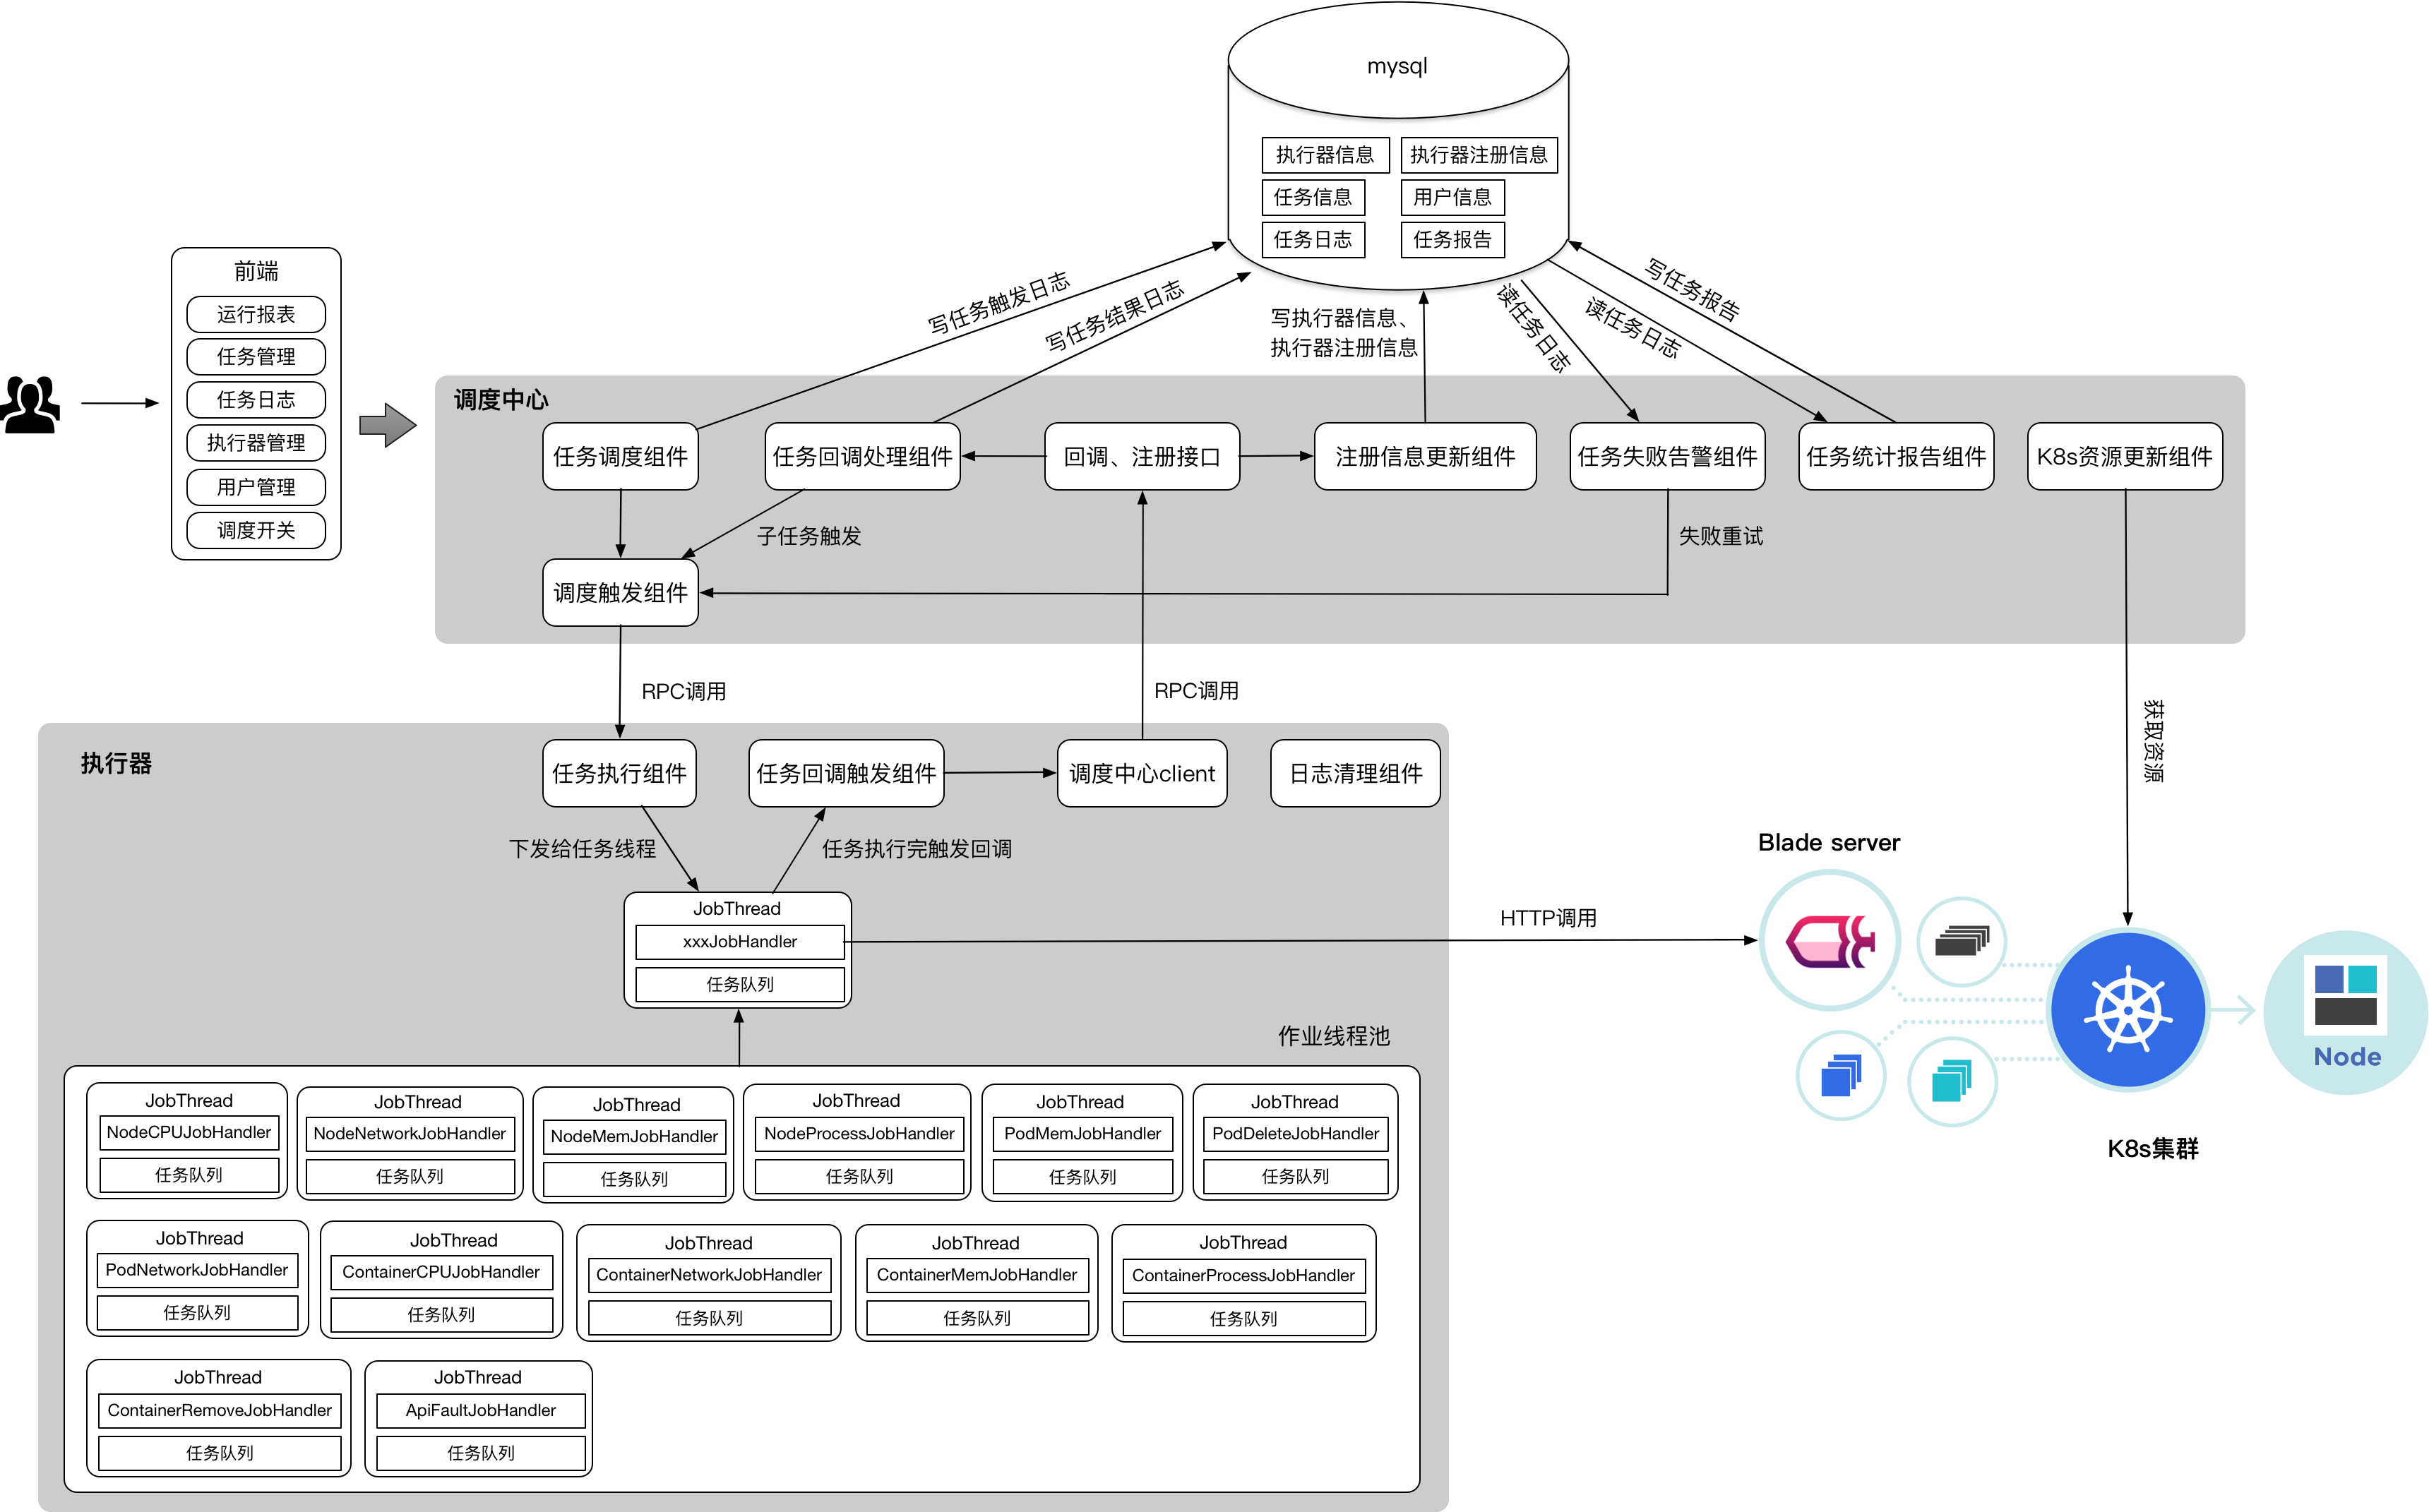 mysql
执行器信息
执行器注册信息
任务信息
用户信息
任务日志
任务报告
前端
运行报表
任务管理
任务日志
执行器管理
用户管理
调度开关
写任务触发日志
写任务结果日志
写执行器信息、
执行器注册信息
读任务日志
读任务日志
写任务报告
调度中心
任务调度组件
任务回调处理组件
回调、注册接口
注册信息更新组件
任务失败告警组件
任务统计报告组件
K8s资源更新组件
子任务触发
失败重试
调度触发组件
RPC调用
RPC调用
获取资源
执行器
任务执行组件
任务回调触发组件
调度中心client
日志清理组件
下发给任务线程
任务执行完触发回调
JobThread
xxxJobHandler
任务队列
HTTP调用
Blade server
Node
K8s集群
作业线程池
JobThread
NodeCPUJobHandler
任务队列
JobThread
NodeNetworkJobHandler
任务队列
JobThread
NodeMemJobHandler
任务队列
JobThread
NodeProcessJobHandler
任务队列
JobThread
PodMemJobHandler
任务队列
JobThread
PodDeleteJobHandler
任务队列
JobThread
PodNetworkJobHandler
任务队列
JobThread
ContainerCPUJobHandler
任务队列
JobThread
ContainerNetworkJobHandler
任务队列
JobThread
ContainerMemJobHandler
任务队列
JobThread
ContainerProcessJobHandler
任务队列
JobThread
ContainerRemoveJobHandler
任务队列
JobThread
ApiFaultJobHandler
任务队列